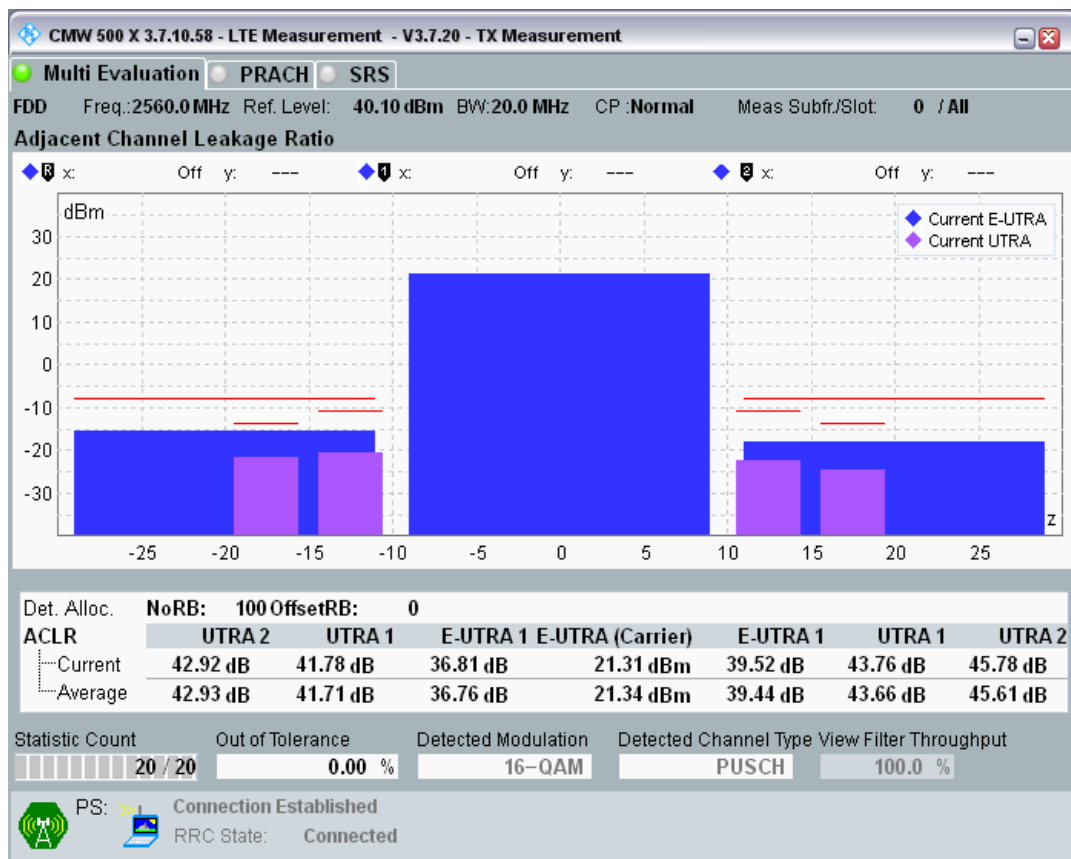 CMW 500 X 3.7.10.58 - LTE Measurement - V3.7.20 - TX Measurement
Multi Evaluation PRACH SRS
FDD Freq.:2560.0 MHz Ref. Level: 40.10 dBm BW:20.0 MHz CP :Normal Meas Subfr./Slot: 0 / All
Adjacent Channel Leakage Ratio
R x: Off y: --- 1 x: Off y: --- 2 x: Off y: ---
dBm
Current E-UTRA
Current UTRA
30
20
10
0
-10
-20
-30
z
-25 -20 -15 -10 -5 0 5 10 15 20 25
Det. Alloc. NoRB: 100 OffsetRB: 0
ACLR UTRA 2 UTRA 1 E-UTRA 1 E-UTRA (Carrier) E-UTRA 1 UTRA 1 UTRA 2
Current 42.92 dB 41.78 dB 36.81 dB 21.31 dBm 39.52 dB 43.76 dB 45.78 dB
Average 42.93 dB 41.71 dB 36.76 dB 21.34 dBm 39.44 dB 43.66 dB 45.61 dB
Statistic Count Out of Tolerance Detected Modulation Detected Channel Type View Filter Throughput
20 / 20 0.00 % 16-QAM PUSCH 100.0 %
PS: Connection Established
RRC State: Connected